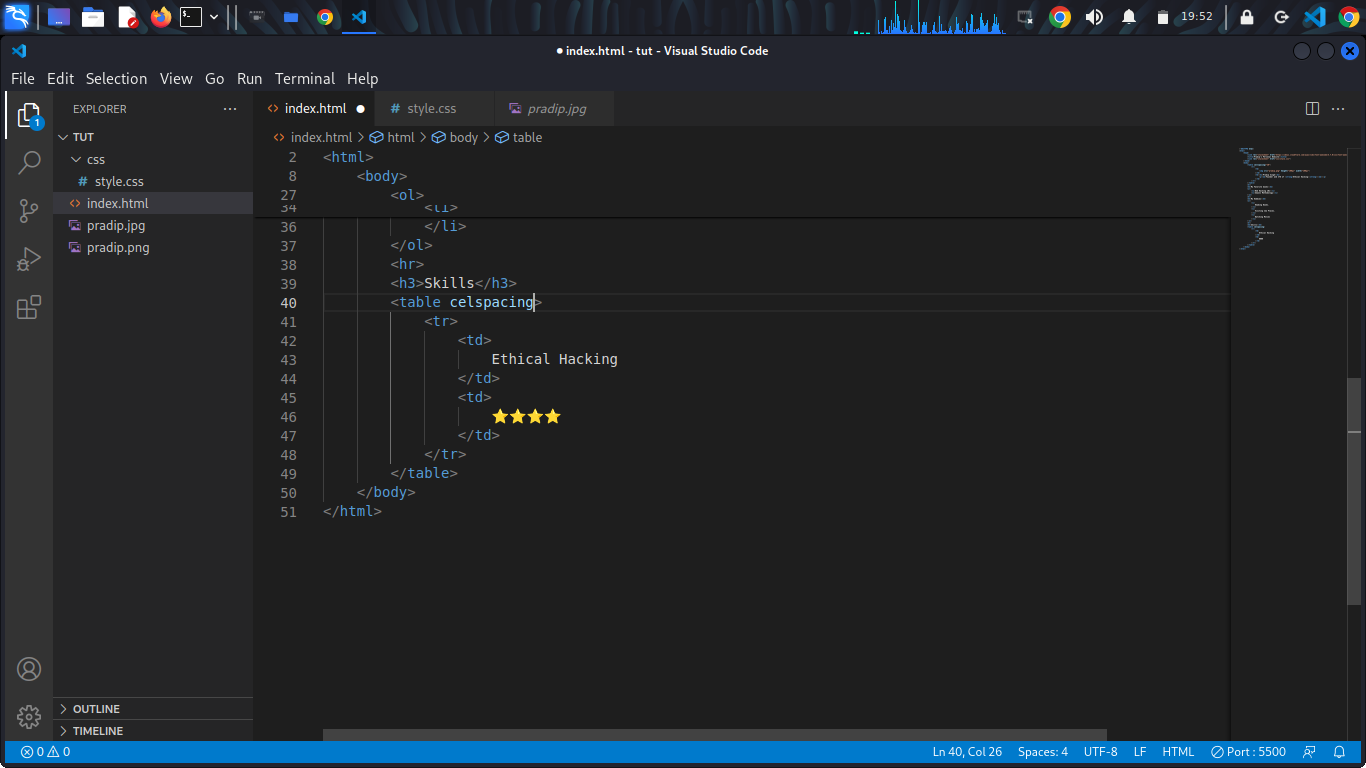 19:52
index.html - tut - Visual Studio Code
File Edit Selection View Go Run Terminal Help
EXPLORER
index.html
style.css
pradip.jpg
1
TUT
css
style.css
index.html
pradip.jpg
pradip.png
OUTLINE
TIMELINE
index.html > html > body > table
2 <html>
8 <body>
27 <ol>
34 <li>
36 </li>
37 </ol>
38 <hr>
39 <h3>Skills</h3>
40 <table celspacing>
41 <tr>
42 <td>
43 Ethical Hacking
44 </td>
45 <td>
46 ⭐⭐⭐⭐
47 </td>
48 </tr>
49 </table>
50 </body>
51 </html>
0 0 Ln 40, Col 26 Spaces: 4 UTF-8 LF HTML Port : 5500